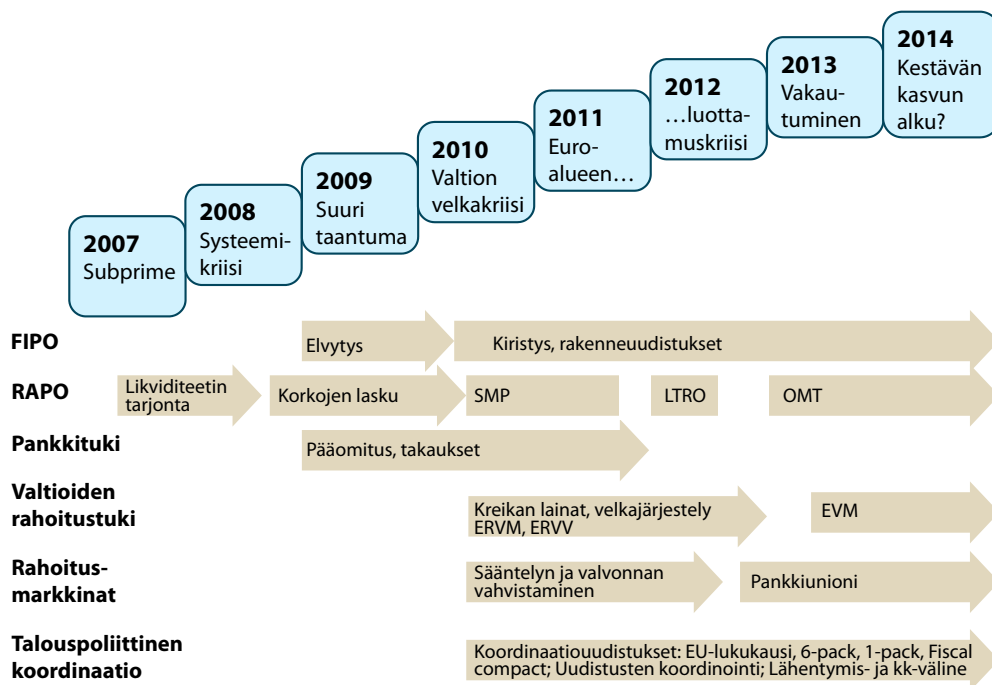 2007
Subprime
2008
Systeemi-
kriisi
2009
Suuri
taantuma
2010
Valtion
velkakriisi
2011
Euro-
alueen…
2012
…luotta-
muskriisi
2013
Vakau-
tuminen
2014
Kestävän
kasvun
alku?
FIPO
Elvytys
Kiristys, rakenneuudistukset
RAPO
Likviditeetin
tarjonta
Korkojen lasku
SMP
LTRO
OMT
Pankkituki
Pääomitus, takaukset
Valtioiden
rahoitustuki
Kreikan lainat, velkajärjestely
ERVM, ERVV
EVM
Rahoitus-
markkinat
Sääntelyn ja valvonnan
vahvistaminen
Pankkiunioni
Talouspoliittinen
koordinaatio
Koordinaatiouudistukset: EU-lukukausi, 6-pack, 1-pack, Fiscal
compact; Uudistusten koordinointi; Lähentymis- ja kk-väline